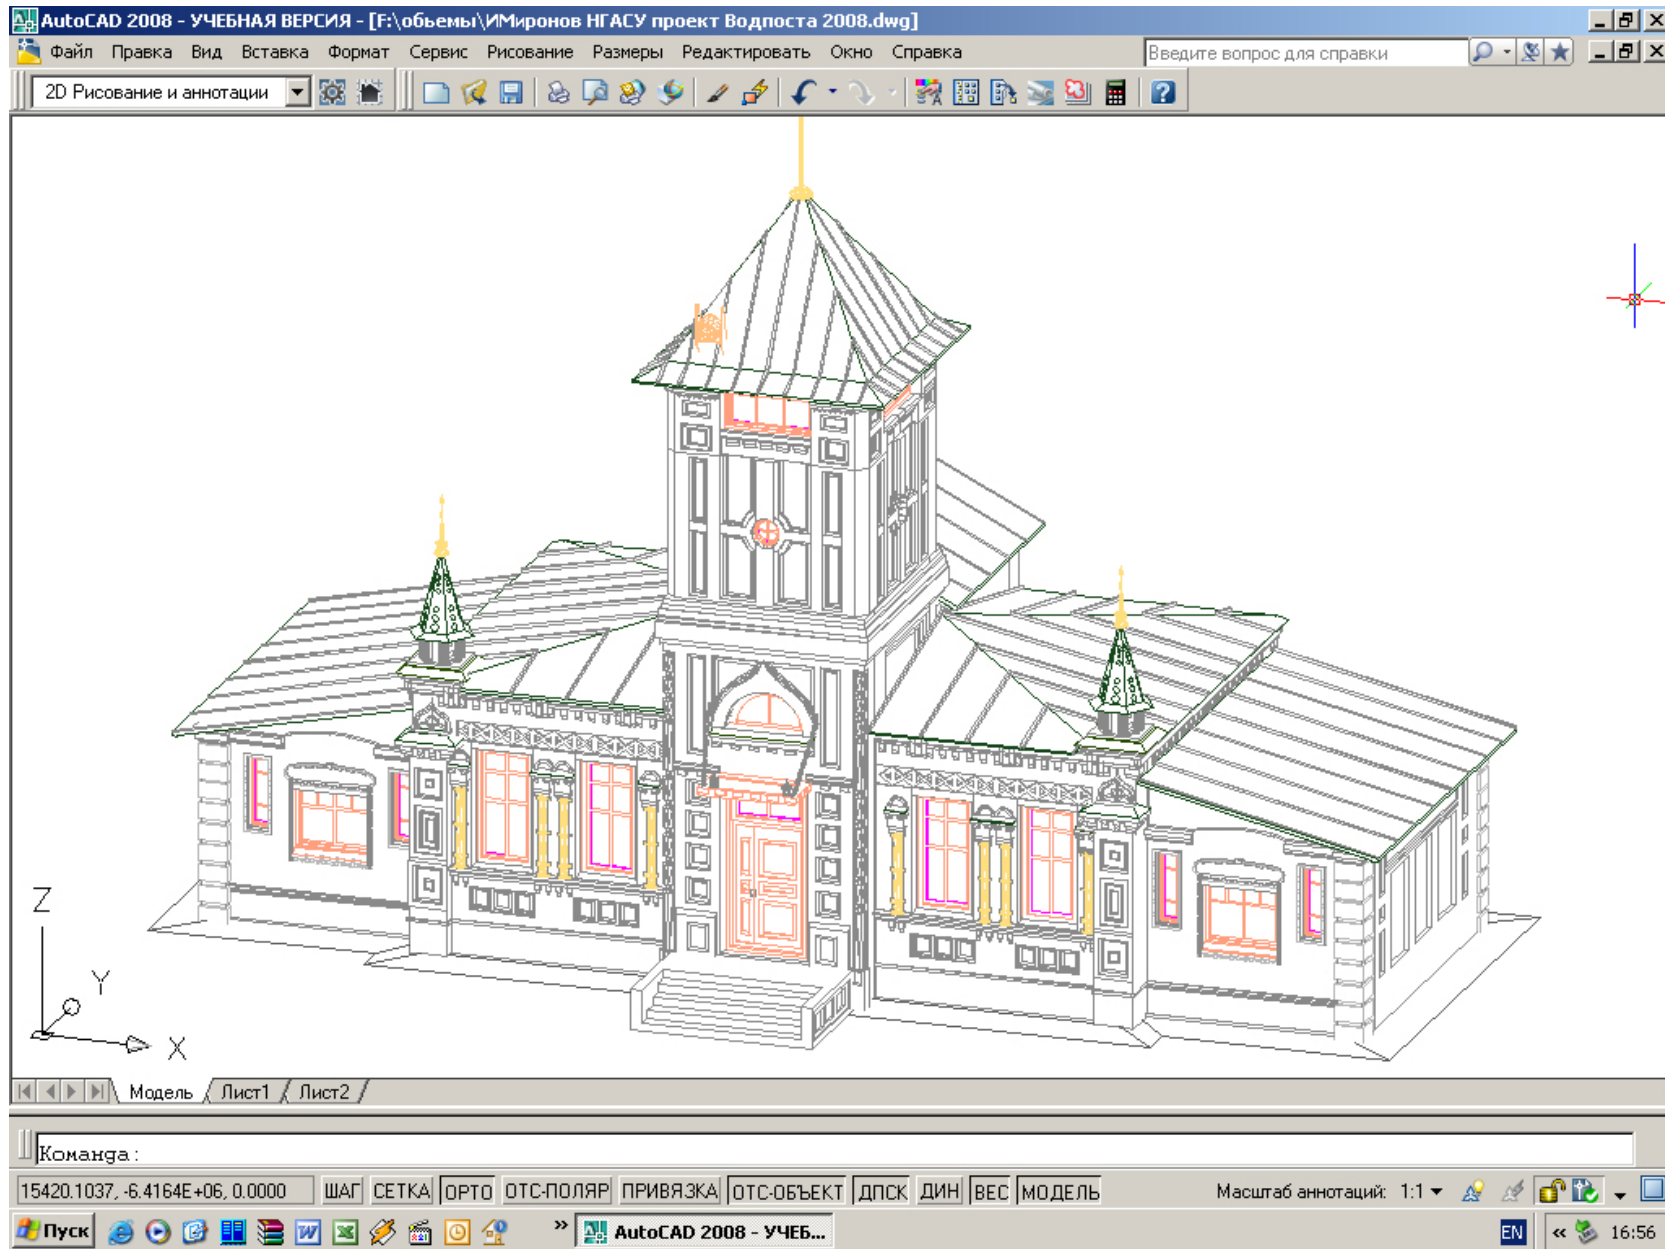 AutoCAD 2008 - УЧЕБНАЯ ВЕРСИЯ - [F:\обьемы\ИМиронов НГАСУ проект Водпоста 2008.dwg]
Файл Правка Вид Вставка Формат Сервис Рисование Размеры Редактировать Окно Справка Введите вопрос для справки
2D Рисование и аннотации
Z
Y
X
Модель Лист1 Лист2
Команда:
15420.1037, -6.4164E+06, 0.0000 ШАГ СЕТКА ОРТО ОТС-ПОЛЯР ПРИВЯЗКА ОТС-ОБЪЕКТ ДПСК ДИН ВЕС МОДЕЛЬ Масштаб аннотаций: 1:1
Пуск » AutoCAD 2008 - УЧЕБ... EN « 16:56